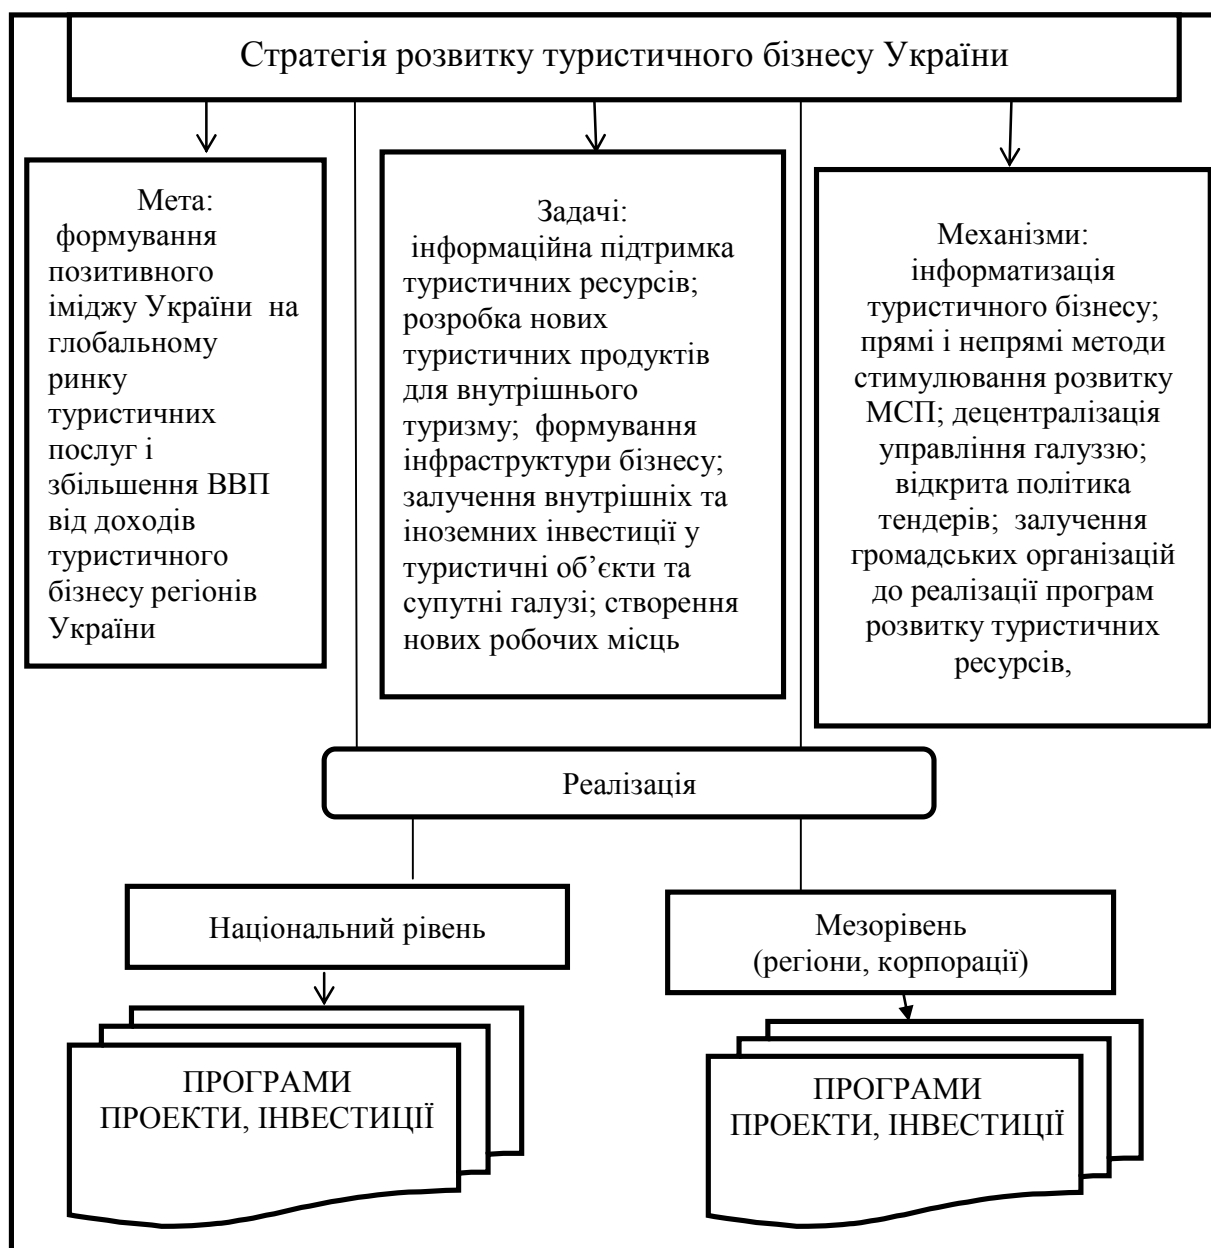 Стратегія розвитку туристичного бізнесу України
Мета:
формування
позитивного
іміджу України на
глобальному
ринку
туристичних
послуг і
збільшення ВВП
від доходів
туристичного
бізнесу регіонів
України
Задачі:
інформаційна підтримка
туристичних ресурсів;
розробка нових
туристичних продуктів
для внутрішнього
туризму; формування
інфраструктури бізнесу;
залучення внутрішніх та
іноземних інвестиції у
туристичні об’єкти та
супутні галузі; створення
нових робочих місць
Механізми:
інформатизація
туристичного бізнесу;
прямі і непрямі методи
стимулювання розвитку
МСП; децентралізація
управління галуззю;
відкрита політика
тендерів; залучення
громадських організацій
до реалізації програм
розвитку туристичних
ресурсів,
Реалізація
Національний рівень
Мезорівень
(регіони, корпорації)
ПРОГРАМИ
ПРОЕКТИ, ІНВЕСТИЦІЇ
ПРОГРАМИ
ПРОЕКТИ, ІНВЕСТИЦІЇ